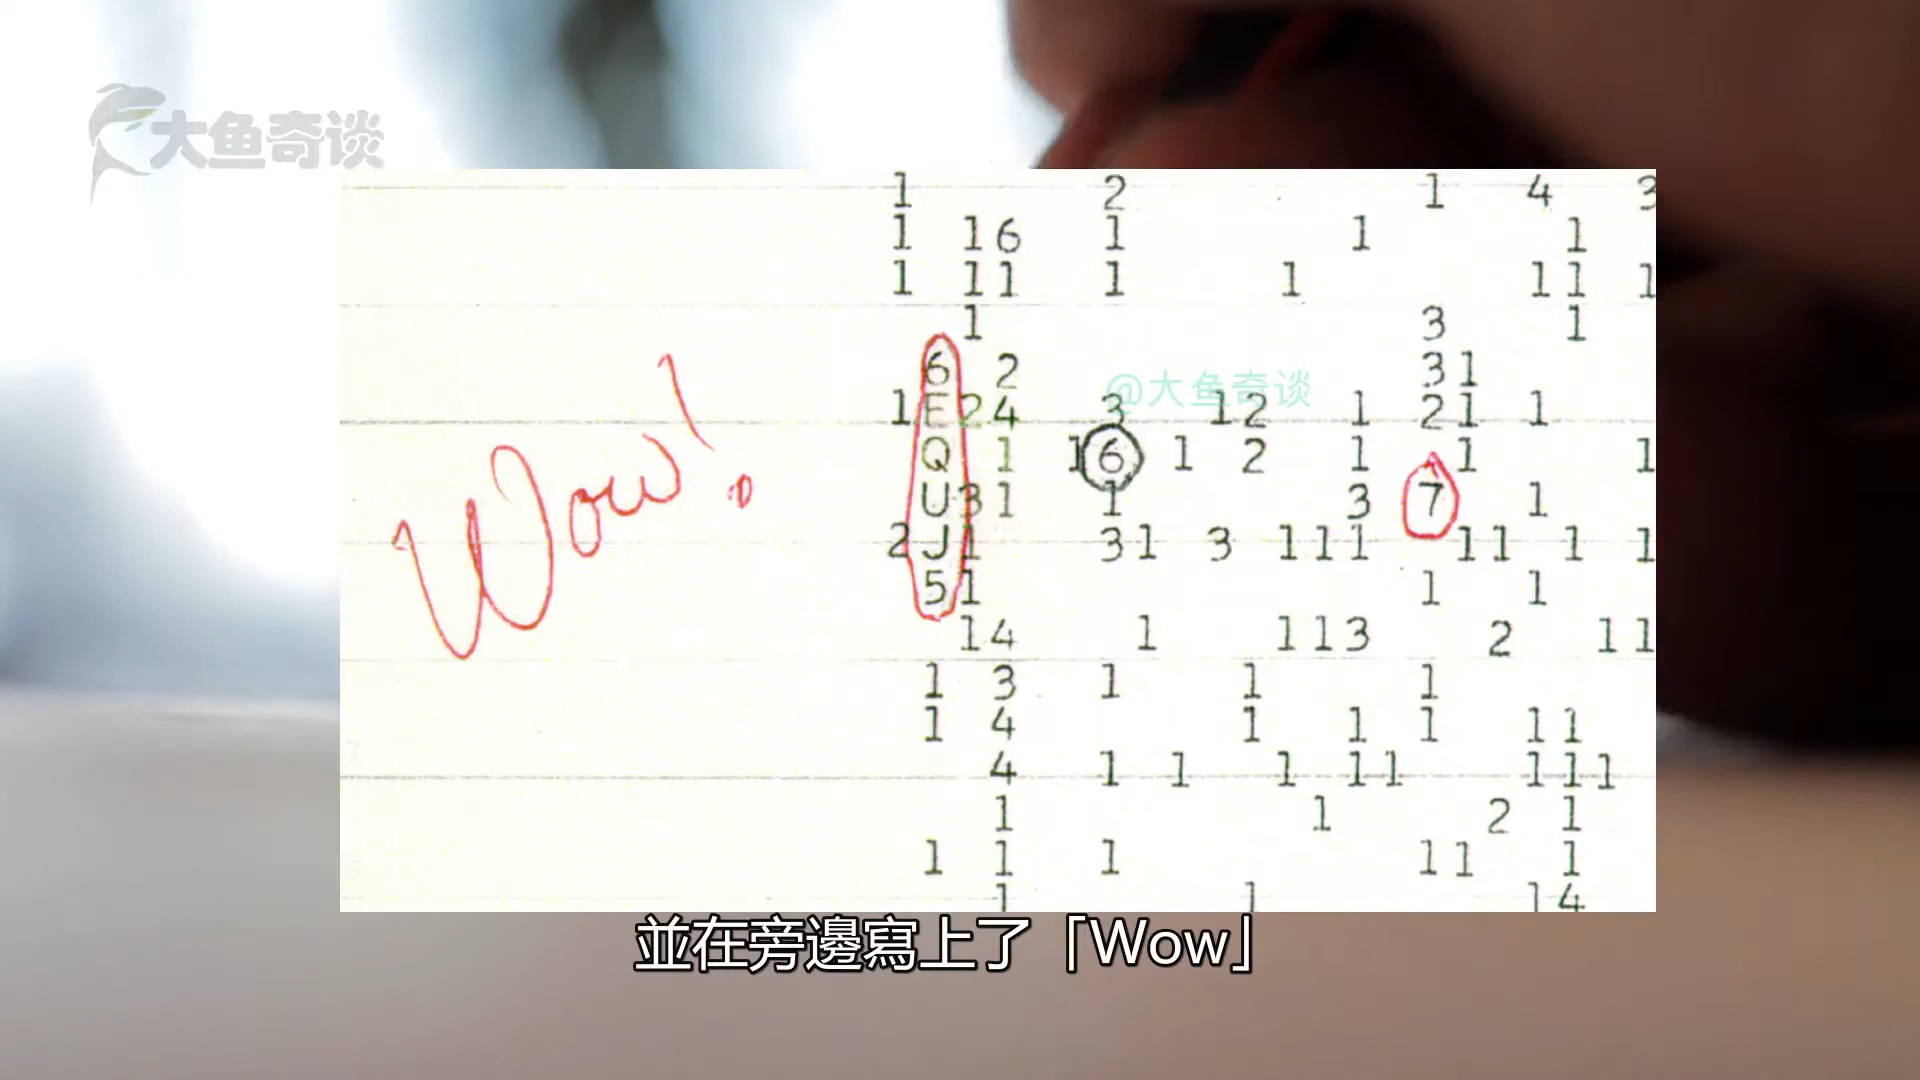 大鱼奇谈
1 2 1 4 3
1 16 1 1 1
1 11 1 1 11 1
1 3 1
6 2 31
@大鱼奇谈
1E24 3 12 1 21 1
Q 1 16 1 2 1 1 1
U31 1 3 7 1
2J1 31 3 111 11 1 1
51 1 1
Wow!
14 1 113 2 11
1 3 1 1 1
1 4 1 1 1 11
4 1 1 1 11 111
1 1 2 1
1 1 1 11 1
1 1 14
並在旁邊寫上了「Wow」